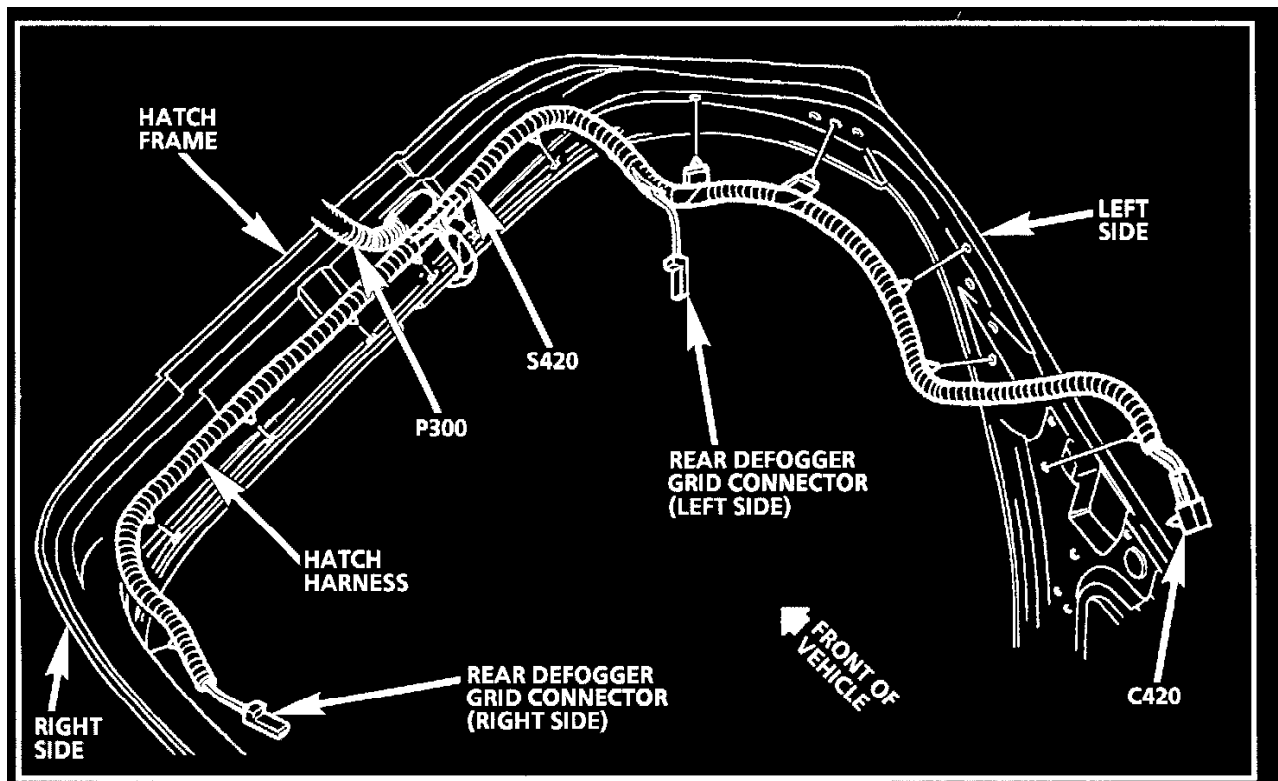 HATCH
FRAME
LEFT
SIDE
S420
P300
REAR DEFOGGER
GRID CONNECTOR
(LEFT SIDE)
HATCH
HARNESS
FRONT OF
VEHICLE
REAR DEFOGGER
GRID CONNECTOR
(RIGHT SIDE)
C420
RIGHT
SIDE